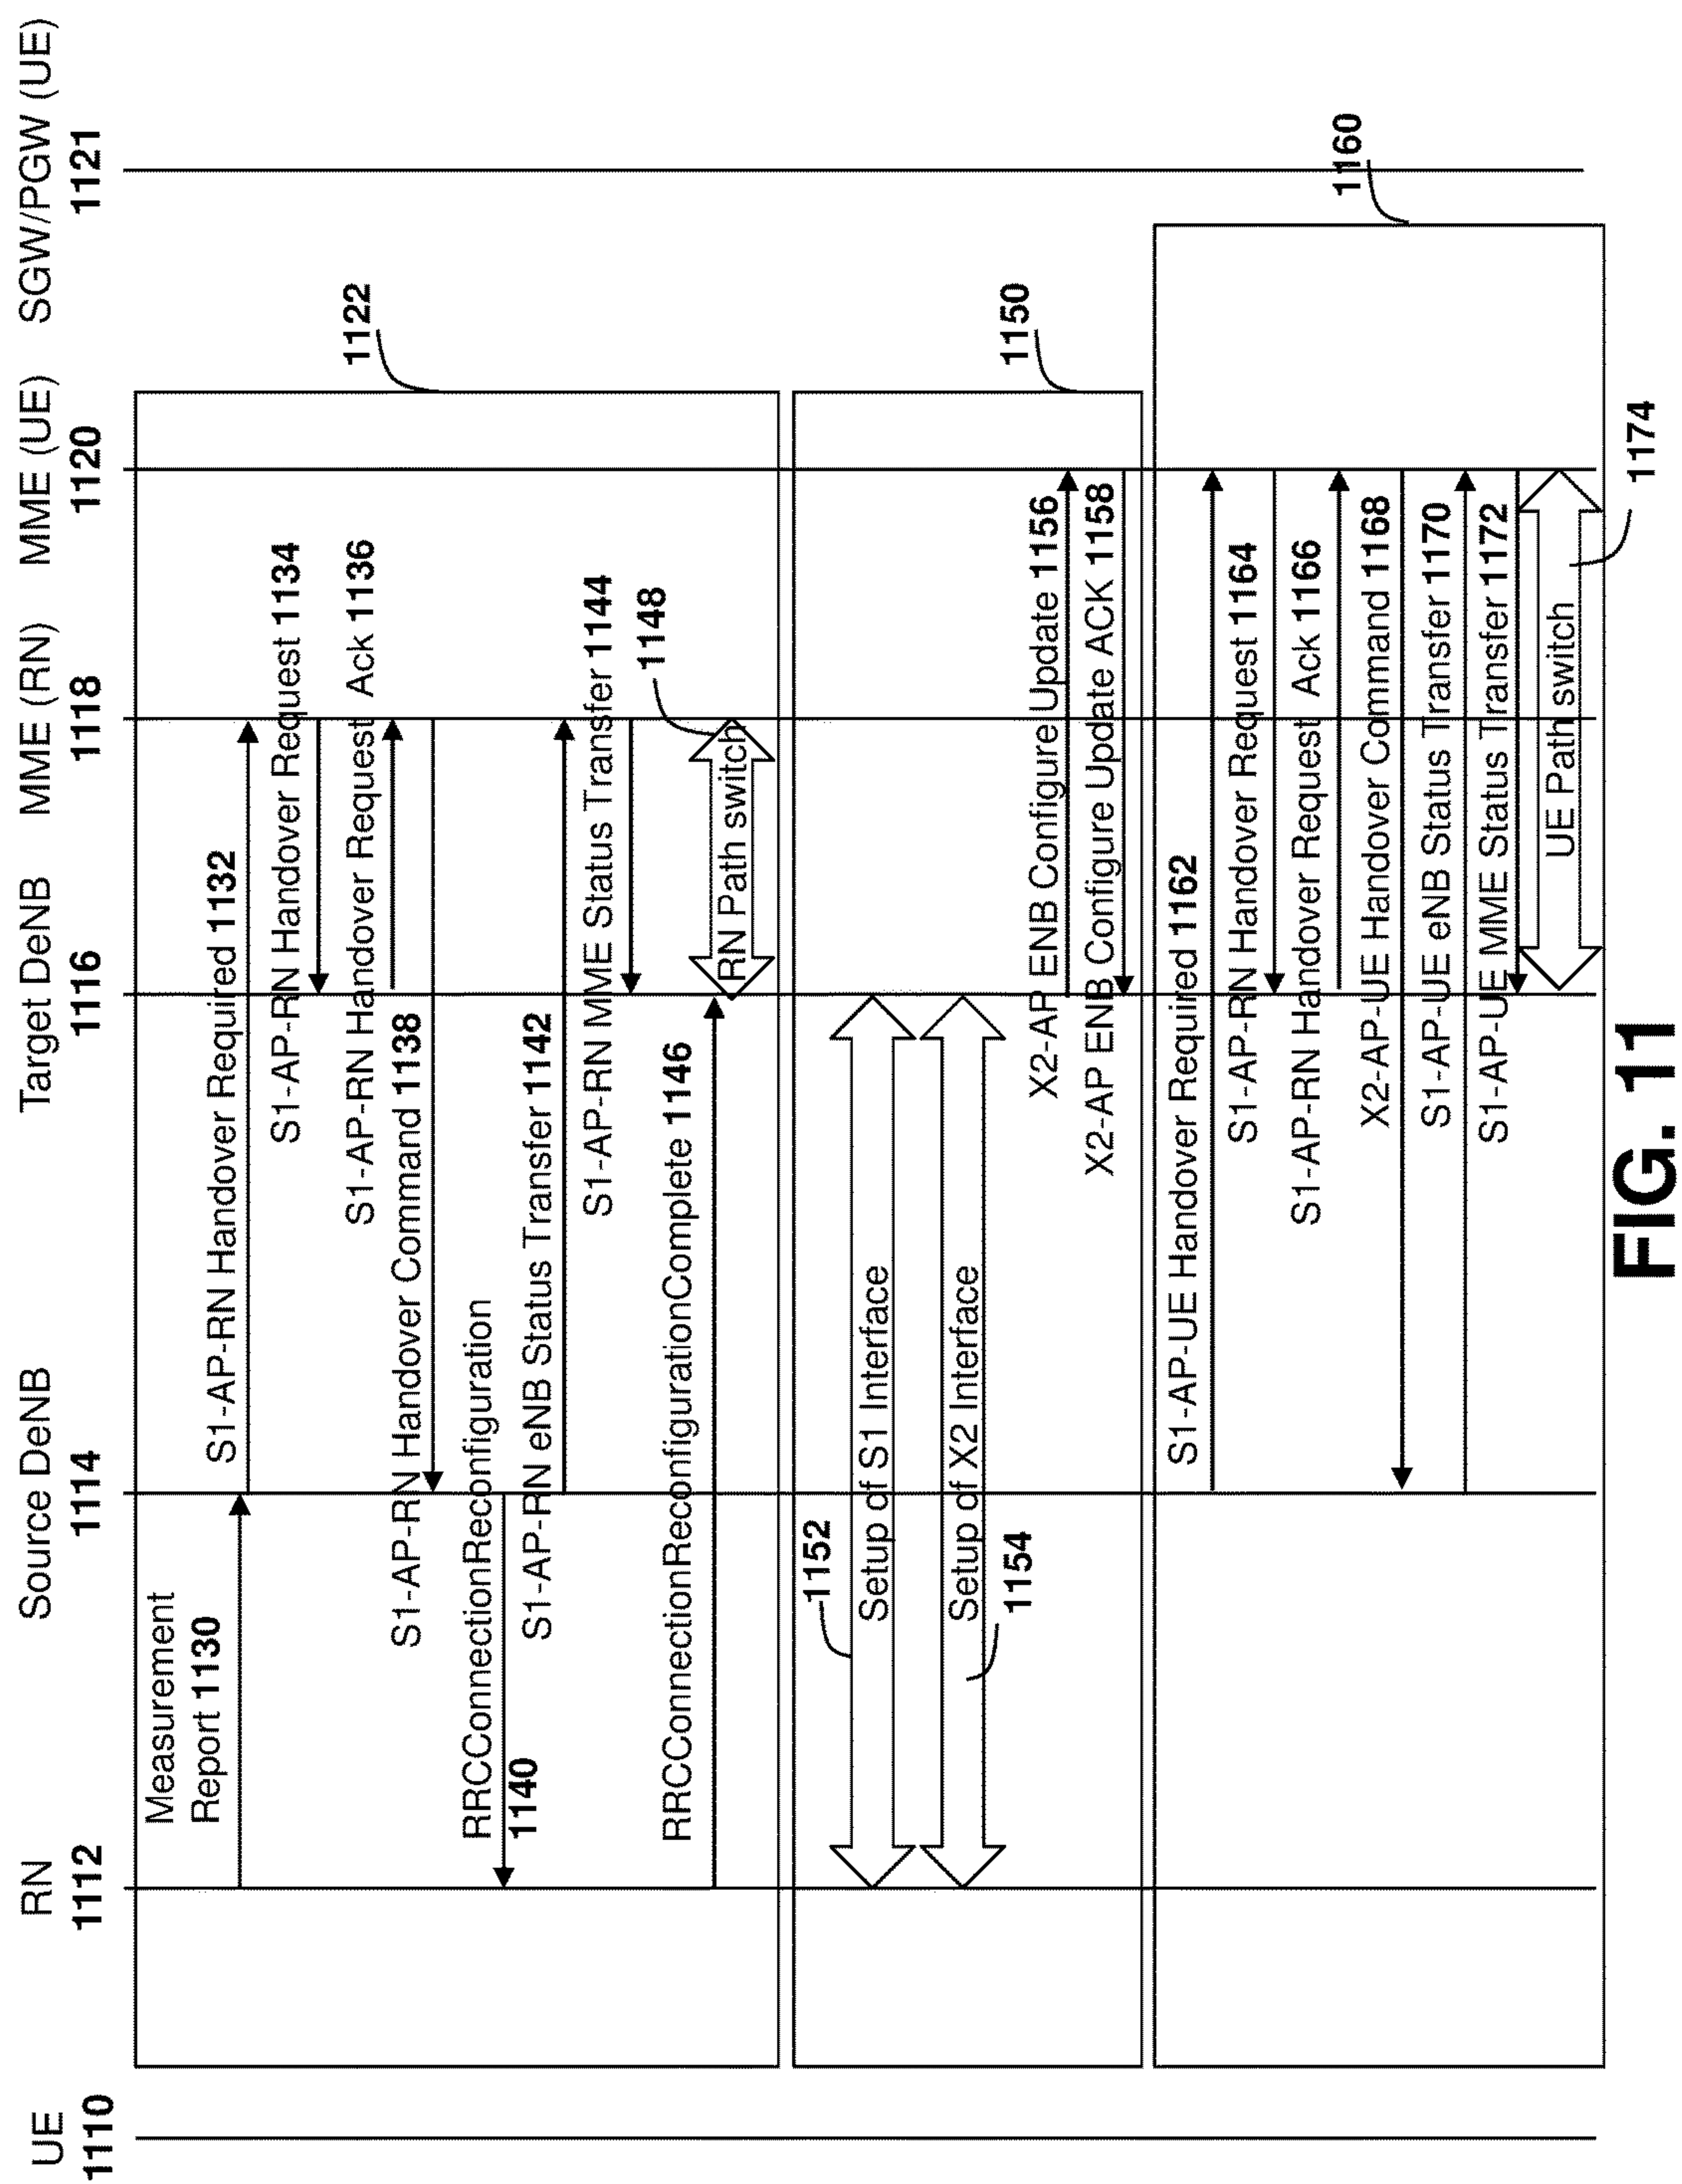 UE
1110
RN
1112
Source DeNB
1114
Target DeNB
1116
MME (RN)
1118
MME (UE)
1120
SGW/PGW (UE)
1121
1122
Measurement
Report 1130
S1-AP-RN Handover Required 1132
S1-AP-RN Handover Request 1134
S1-AP-RN Handover Request Ack 1136
S1-AP-RN Handover Command 1138
RRCConnectionReconfiguration
1140
S1-AP-RN eNB Status Transfer 1142
S1-AP-RN MME Status Transfer 1144
RRCConnectionReconfigurationComplete 1146
1148
RN Path switch
1150
1152
Setup of S1 Interface
Setup of X2 Interface
1154
X2-AP ENB Configure Update 1156
X2-AP ENB Configure Update ACK 1158
1160
S1-AP-UE Handover Required 1162
S1-AP-RN Handover Request 1164
S1-AP-RN Handover Request Ack 1166
X2-AP-UE Handover Command 1168
S1-AP-UE eNB Status Transfer 1170
S1-AP-UE MME Status Transfer 1172
UE Path switch
1174
FIG. 11